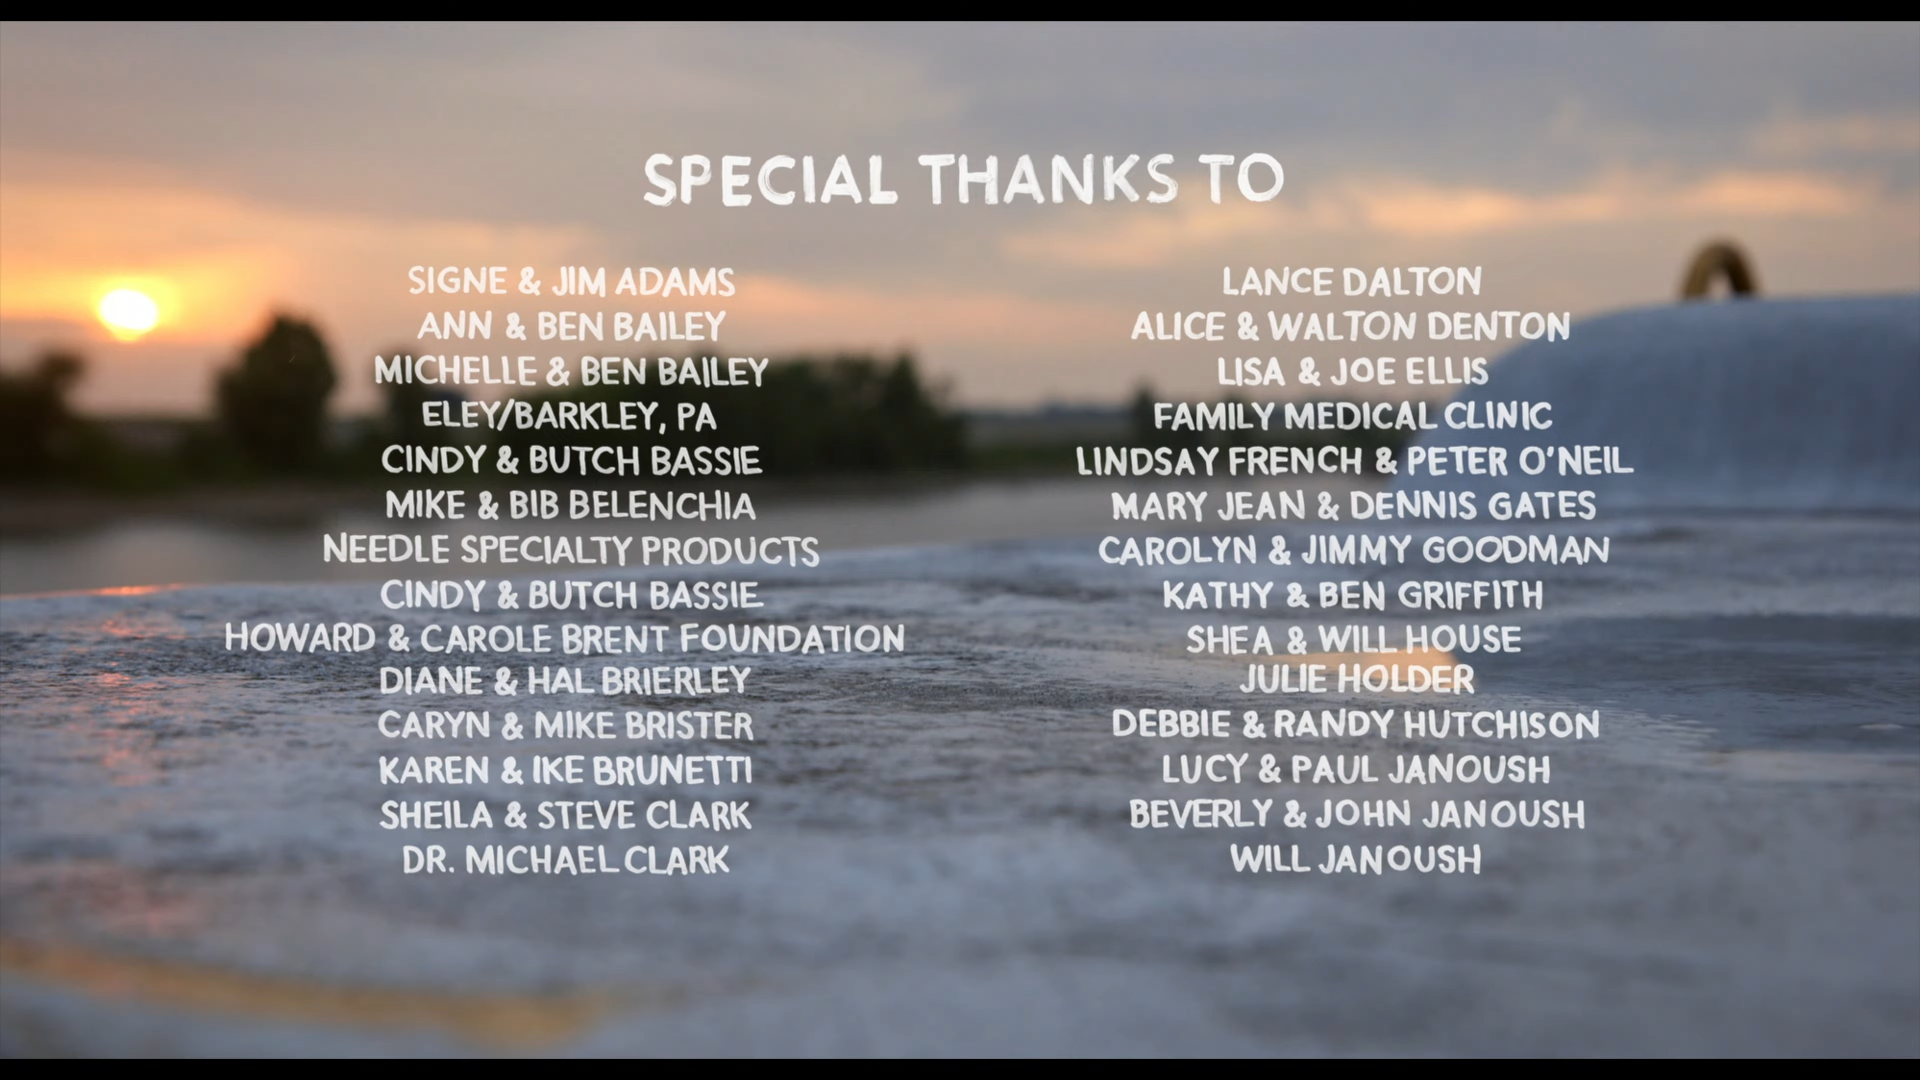 SPECIAL THANKS TO
SIGNE & JIM ADAMS
ANN & BEN BAILEY
MICHELLE & BEN BAILEY
ELEY/BARKLEY, PA
CINDY & BUTCH BASSIE
MIKE & BIB BELENCHIA
NEEDLE SPECIALTY PRODUCTS
CINDY & BUTCH BASSIE
HOWARD & CAROLE BRENT FOUNDATION
DIANE & HAL BRIERLEY
CARYN & MIKE BRISTER
KAREN & IKE BRUNETTI
SHEILA & STEVE CLARK
DR. MICHAEL CLARK
LANCE DALTON
ALICE & WALTON DENTON
LISA & JOE ELLIS
FAMILY MEDICAL CLINIC
LINDSAY FRENCH & PETER O'NEIL
MARY JEAN & DENNIS GATES
CAROLYN & JIMMY GOODMAN
KATHY & BEN GRIFFITH
SHEA & WILL HOUSE
JULIE HOLDER
DEBBIE & RANDY HUTCHISON
LUCY & PAUL JANOUSH
BEVERLY & JOHN JANOUSH
WILL JANOUSH